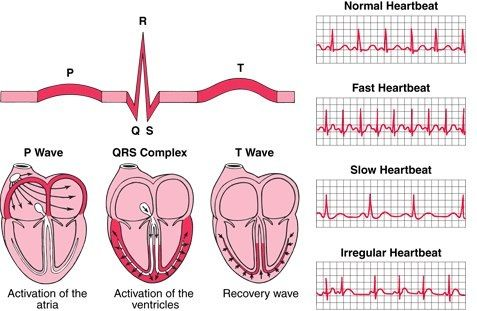 R
P
T
Q S
P Wave
QRS Complex
T Wave
Activation of the
atria
Activation of the
ventricles
Recovery wave
Normal Heartbeat
Fast Heartbeat
Slow Heartbeat
Irregular Heartbeat